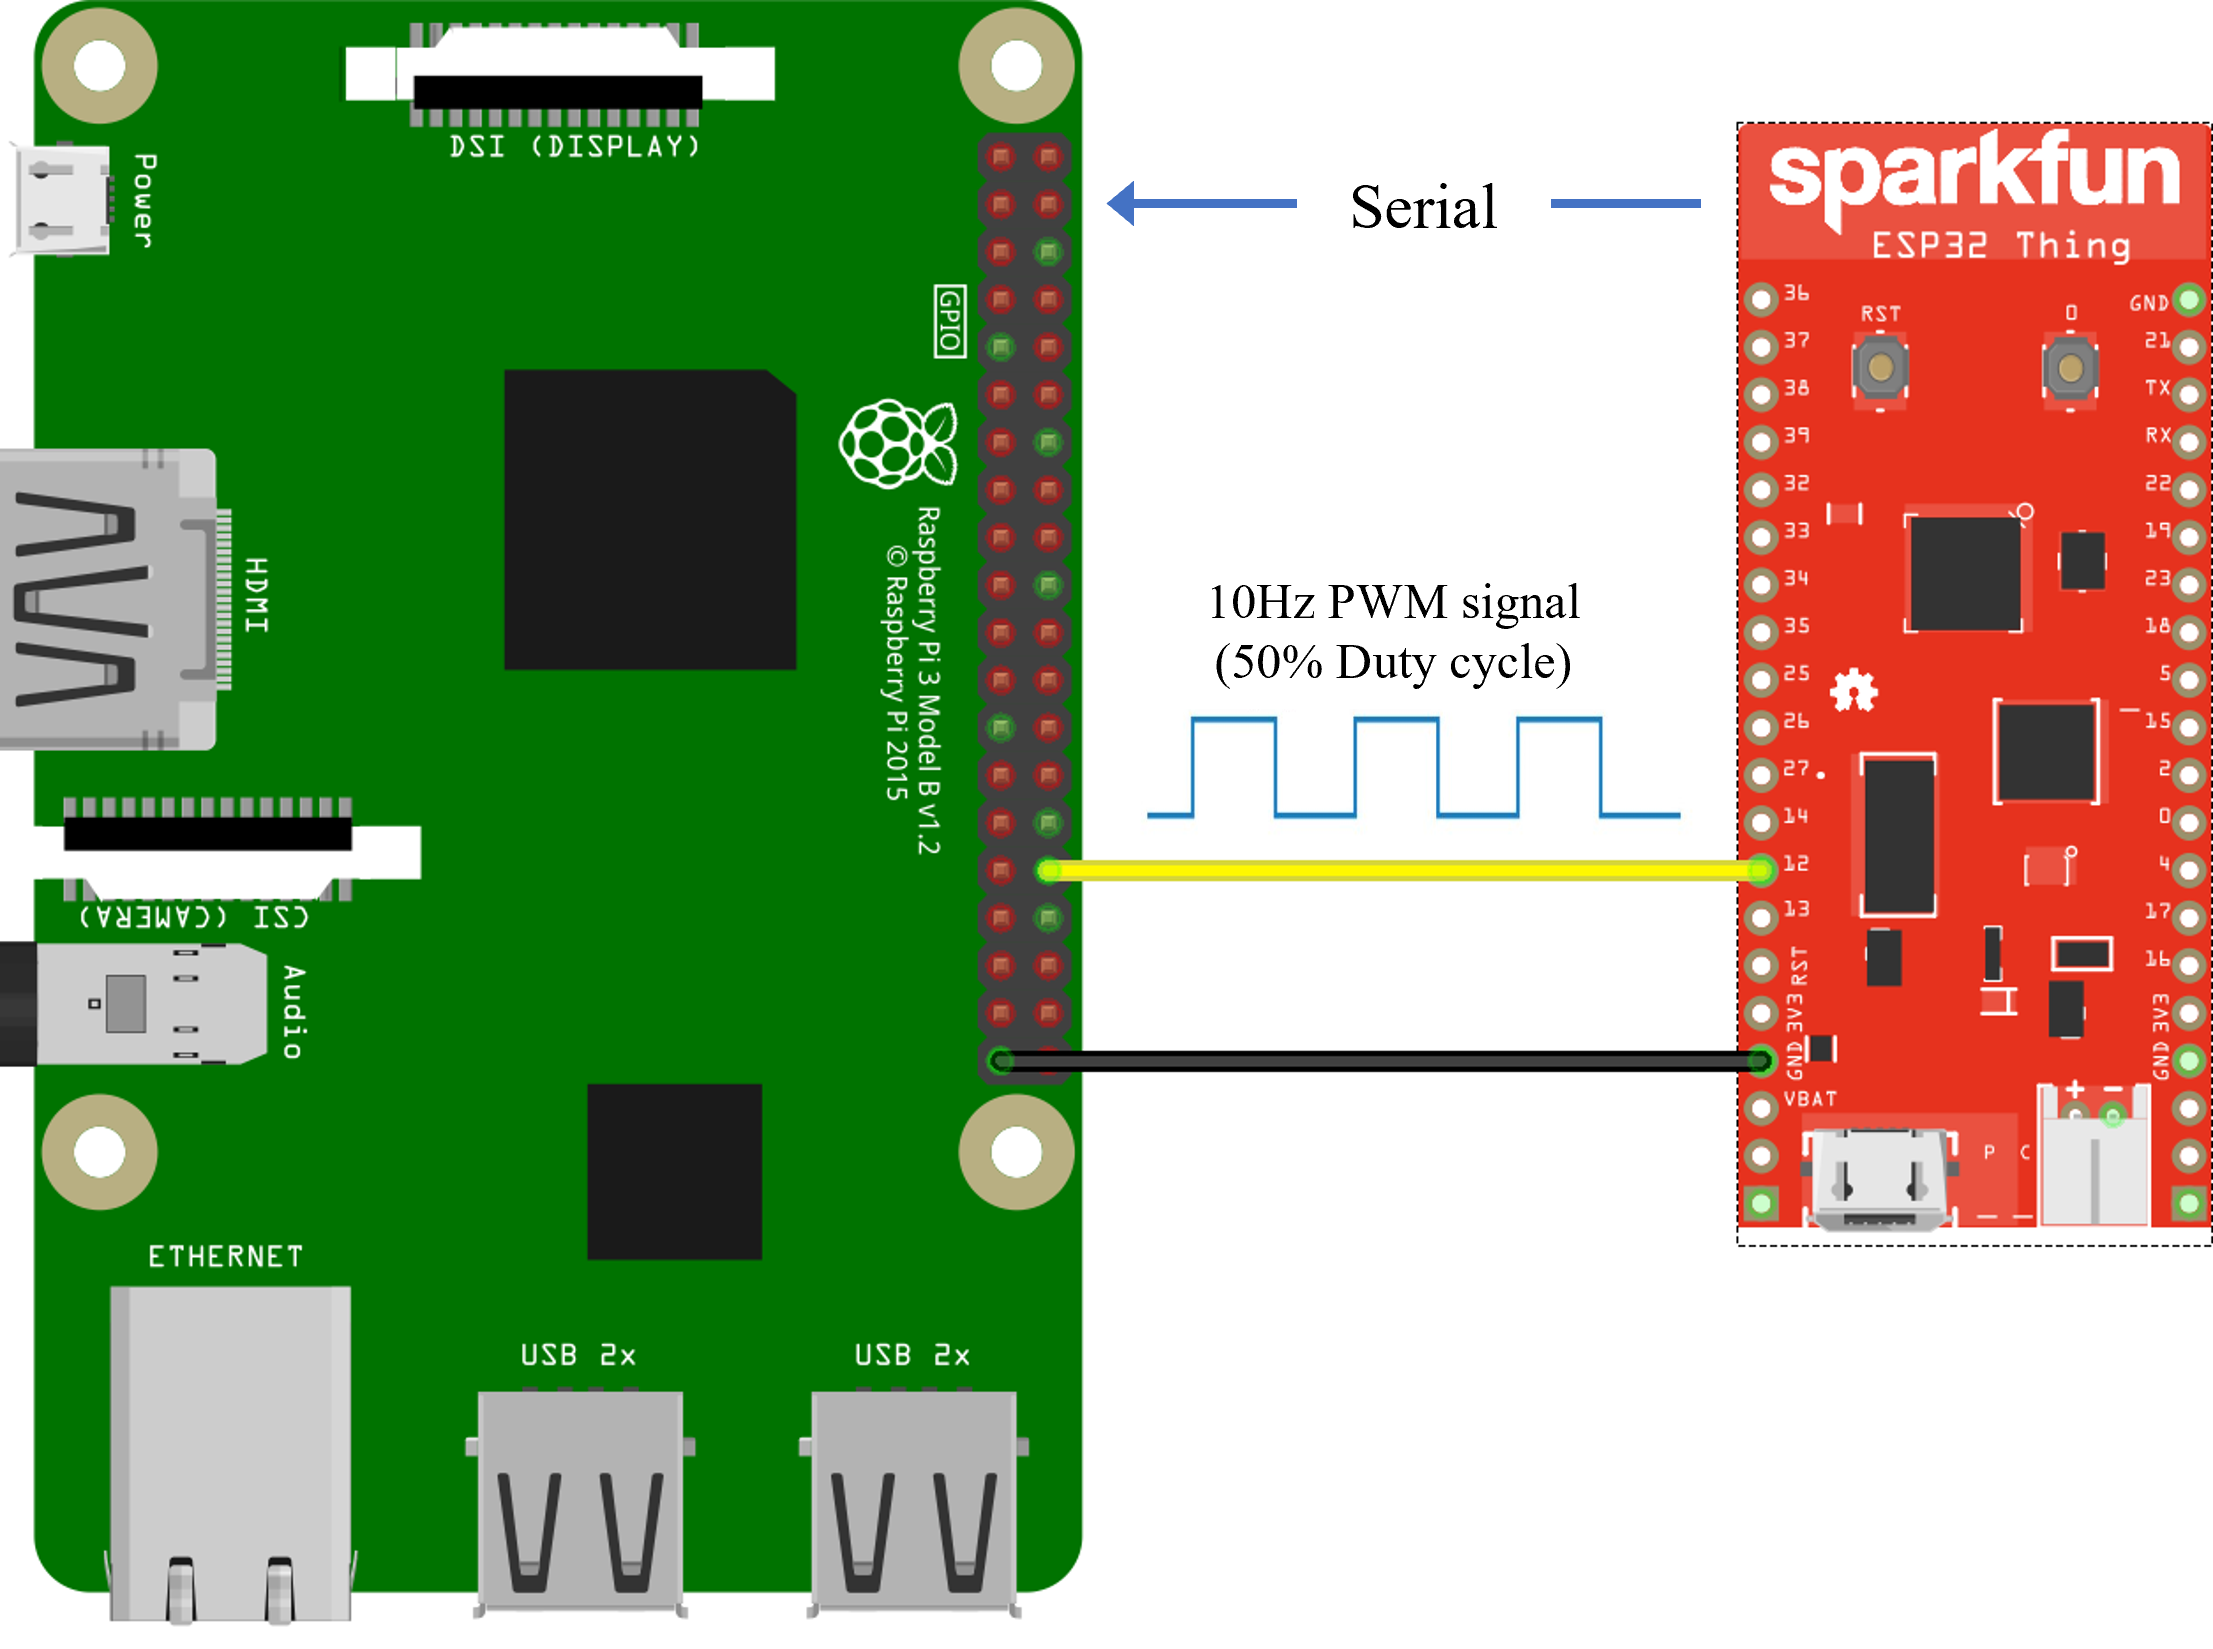 DSI (DISPLAY)
Power
GPIO
HDMI
Raspberry Pi 3 Model B v1.2
© Raspberry Pi 2015
CSI (CAMERA)
Audio
ETHERNET
USB 2x
USB 2x
Serial
10Hz PWM signal
(50% Duty cycle)
sparkfun
ESP32 Thing
36
37
38
39
32
33
34
35
25
26
27
14
12
13
RST
3V3
GND
VBAT
RST
0
GND
21
TX
RX
22
19
23
18
5
15
2
0
4
17
16
3V3
GND
+ −
P C